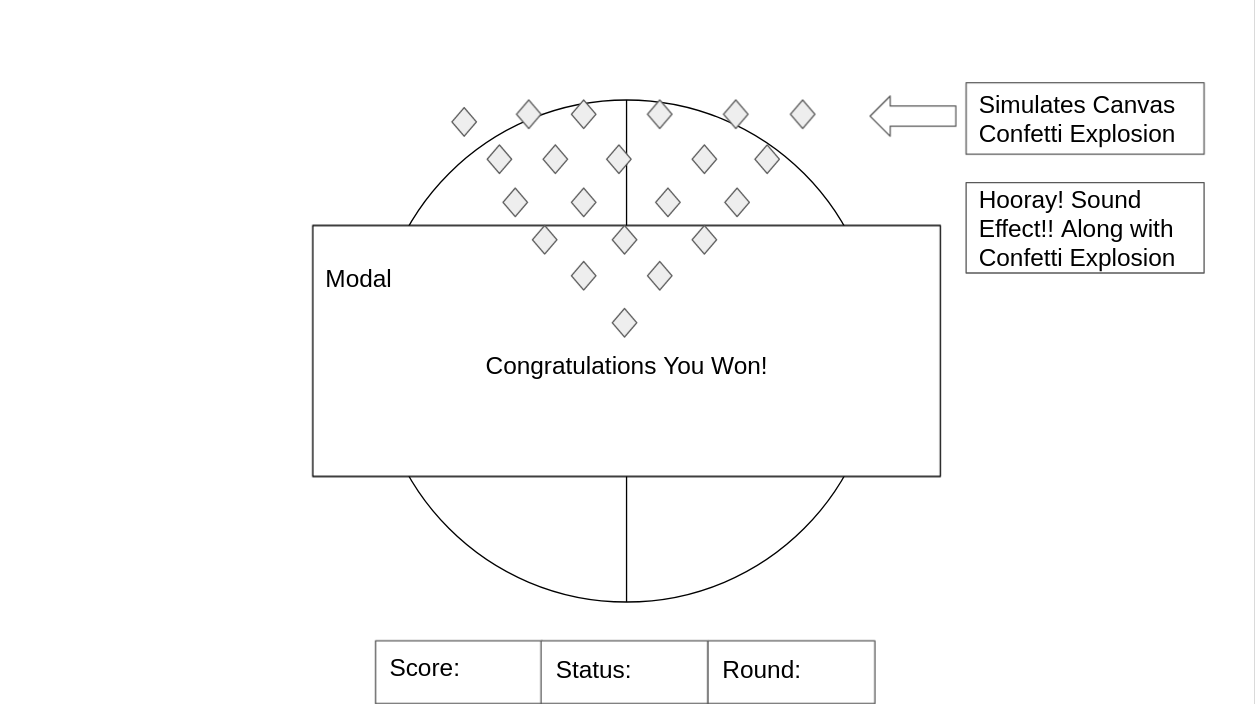 Simulates Canvas
Confetti Explosion
Hooray! Sound
Effect!! Along with
Confetti Explosion
Modal
Congratulations You Won!
Score:
Status:
Round: